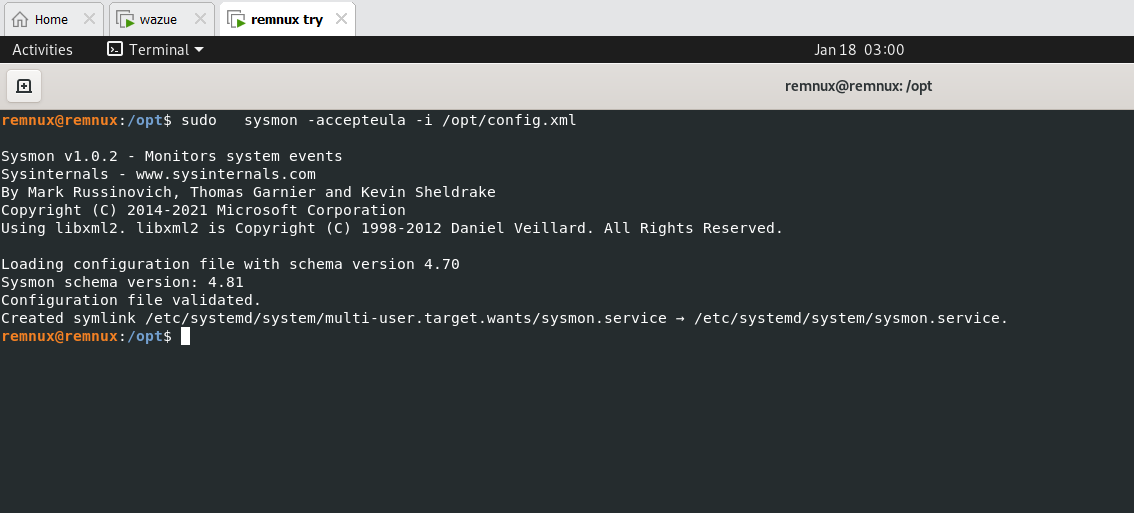 Home
wazue
remnux try
Activities
Terminal
Jan 18 03:00
remnux@remnux: /opt
remnux@remnux:/opt$ sudo   sysmon -accepteula -i /opt/config.xml
Sysmon v1.0.2 - Monitors system events
Sysinternals - www.sysinternals.com
By Mark Russinovich, Thomas Garnier and Kevin Sheldrake
Copyright (C) 2014-2021 Microsoft Corporation
Using libxml2. libxml2 is Copyright (C) 1998-2012 Daniel Veillard. All Rights Reserved.
Loading configuration file with schema version 4.70
Sysmon schema version: 4.81
Configuration file validated.
Created symlink /etc/systemd/system/multi-user.target.wants/sysmon.service → /etc/systemd/system/sysmon.service.
remnux@remnux:/opt$